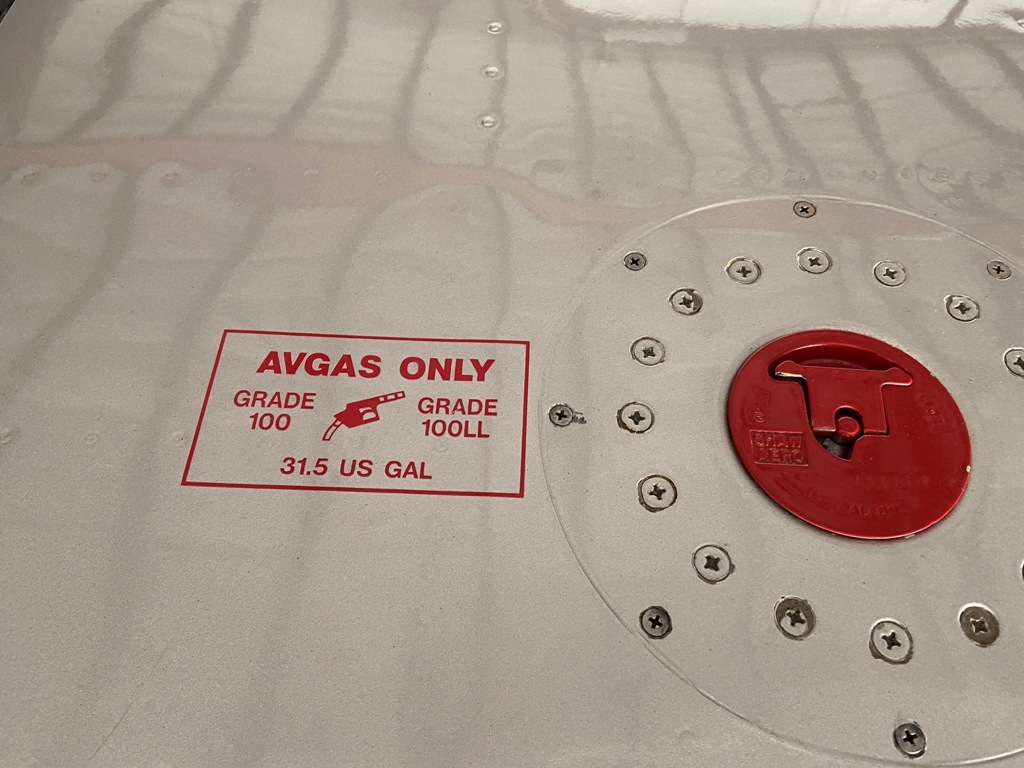 AVGAS ONLY
GRADE
100
GRADE
100LL
31.5 US GAL
SHAW
AERO